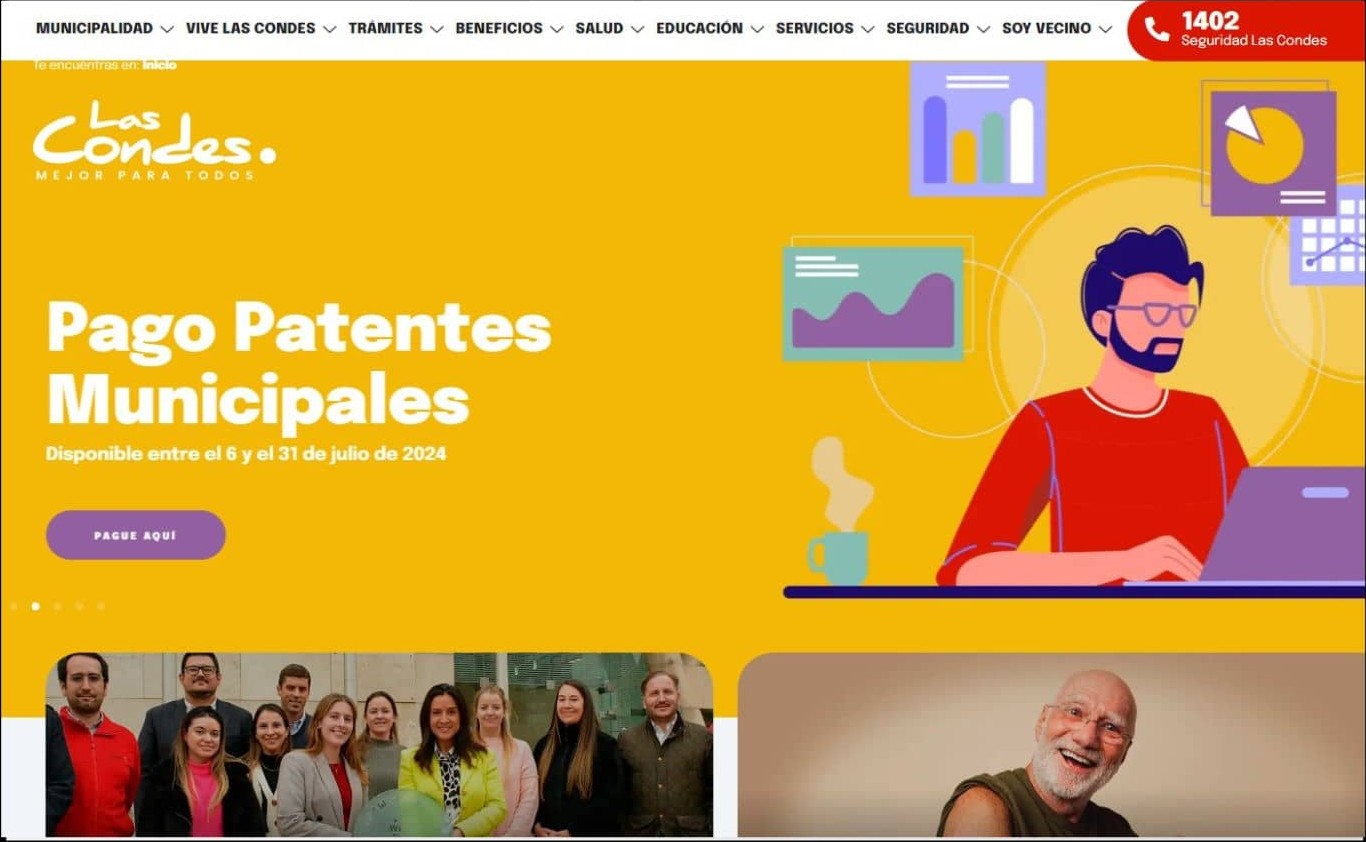 MUNICIPALIDAD VIVE LAS CONDES TRÁMITES BENEFICIOS SALUD EDUCACIÓN SERVICIOS SEGURIDAD SOY VECINO
1402
Seguridad Las Condes
Te encuentras en: Inicio
Las
Condes.
MEJOR PARA TODOS
Pago Patentes
Municipales
Disponible entre el 6 y el 31 de julio de 2024
PAGUE AQUÍ